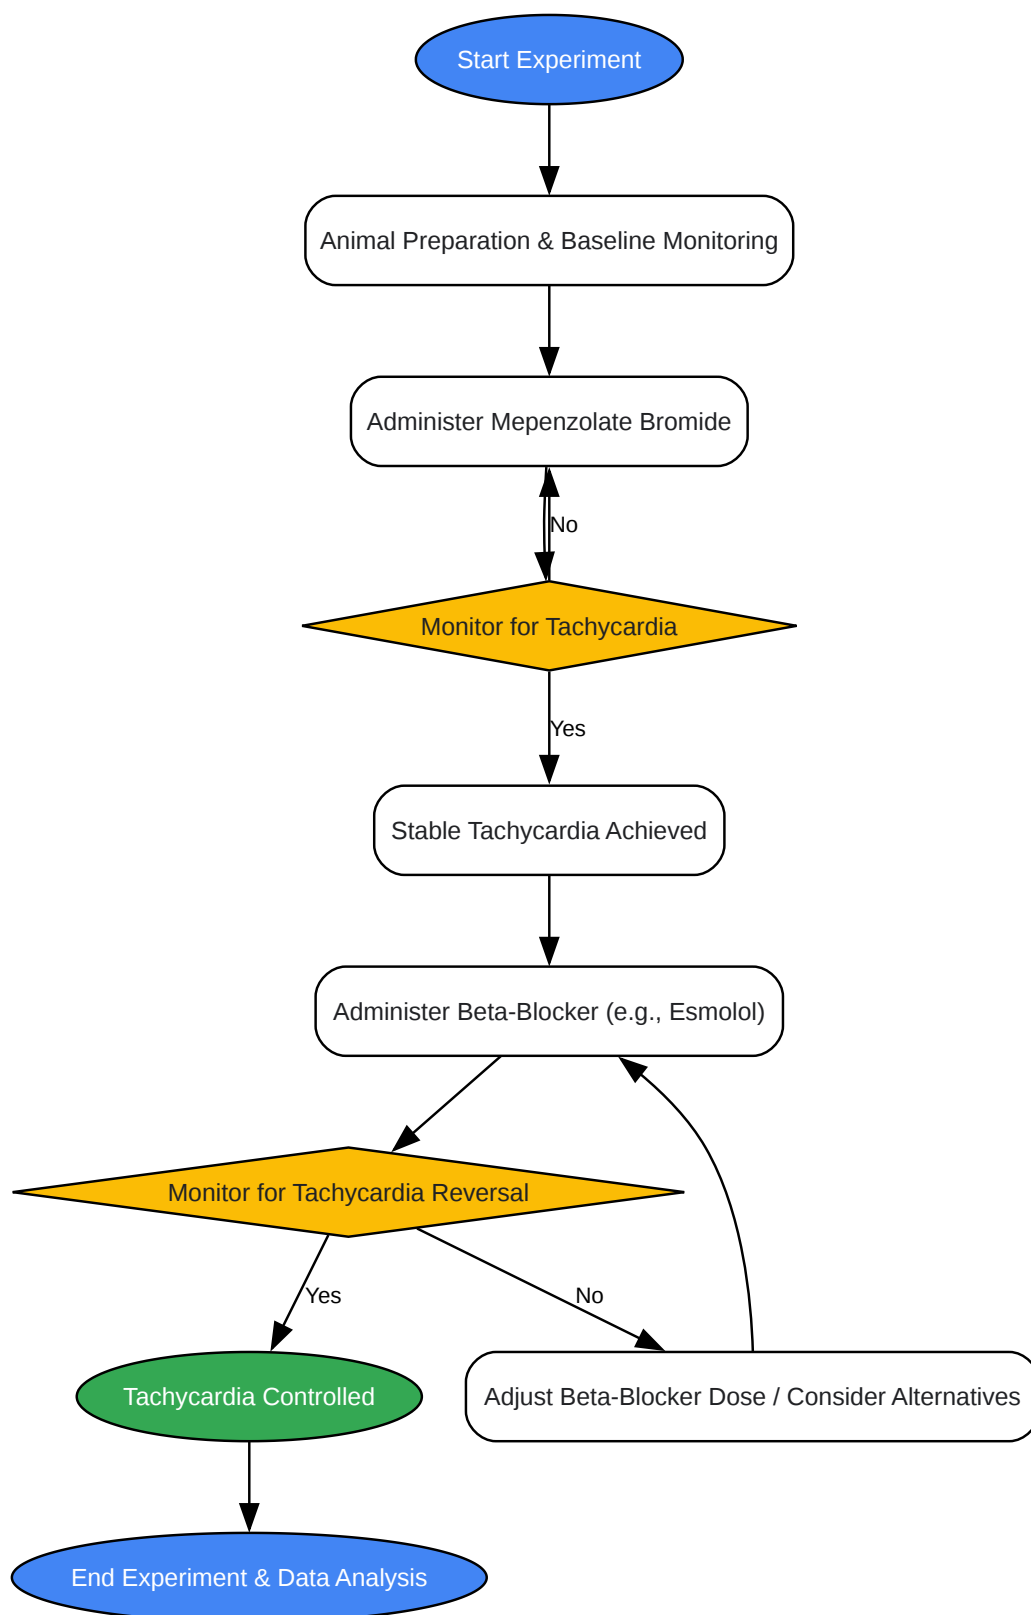 Start Experiment
Animal Preparation & Baseline Monitoring
Administer Mepenzolate Bromide
No
Monitor for Tachycardia
Yes
Stable Tachycardia Achieved
Administer Beta-Blocker (e.g., Esmolol)
Monitor for Tachycardia Reversal
Yes
No
Tachycardia Controlled
Adjust Beta-Blocker Dose / Consider Alternatives
End Experiment & Data Analysis